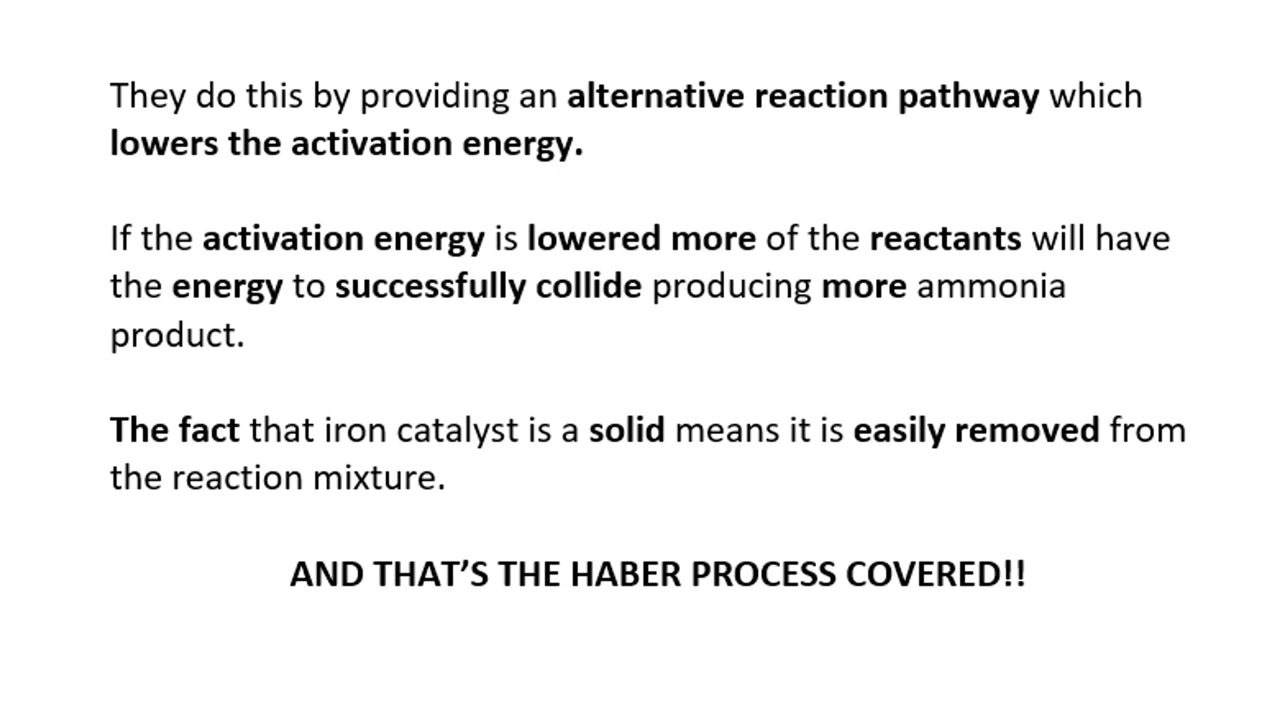 They do this by providing an alternative reaction pathway which
lowers the activation energy.
If the activation energy is lowered more of the reactants will have
the energy to successfully collide producing more ammonia
product.
The fact that iron catalyst is a solid means it is easily removed from
the reaction mixture.
AND THAT’S THE HABER PROCESS COVERED!!